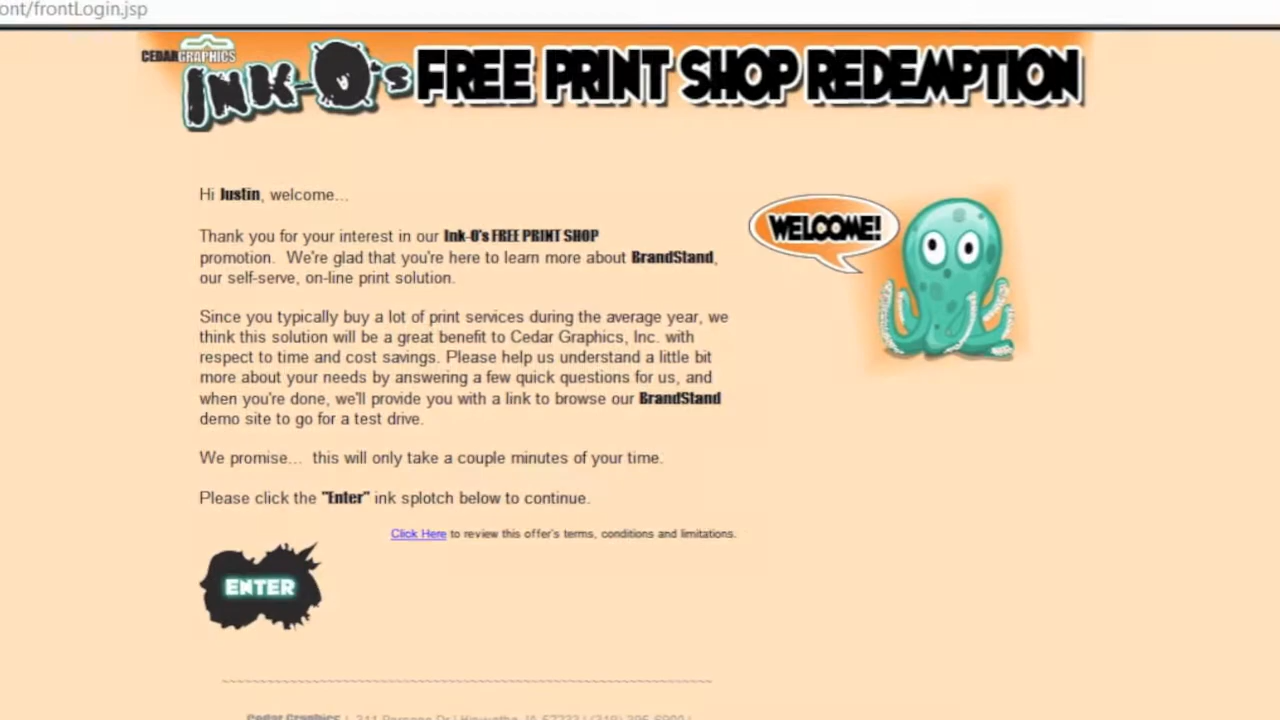 ont/frontLogin.jsp
CEDARGRAPHICS
INK-O's FREE PRINT SHOP REDEMPTION
Hi Justin, welcome...
WELCOME!
Thank you for your interest in our Ink-O's FREE PRINT SHOP
promotion. We're glad that you're here to learn more about BrandStand,
our self-serve, on-line print solution.
Since you typically buy a lot of print services during the average year, we
think this solution will be a great benefit to Cedar Graphics, Inc. with
respect to time and cost savings. Please help us understand a little bit
more about your needs by answering a few quick questions for us, and
when you're done, we'll provide you with a link to browse our BrandStand
demo site to go for a test drive.
We promise... this will only take a couple minutes of your time.
Please click the "Enter" ink splotch below to continue.
Click Here to review this offer's terms, conditions and limitations.
ENTER
Cedar Graphics